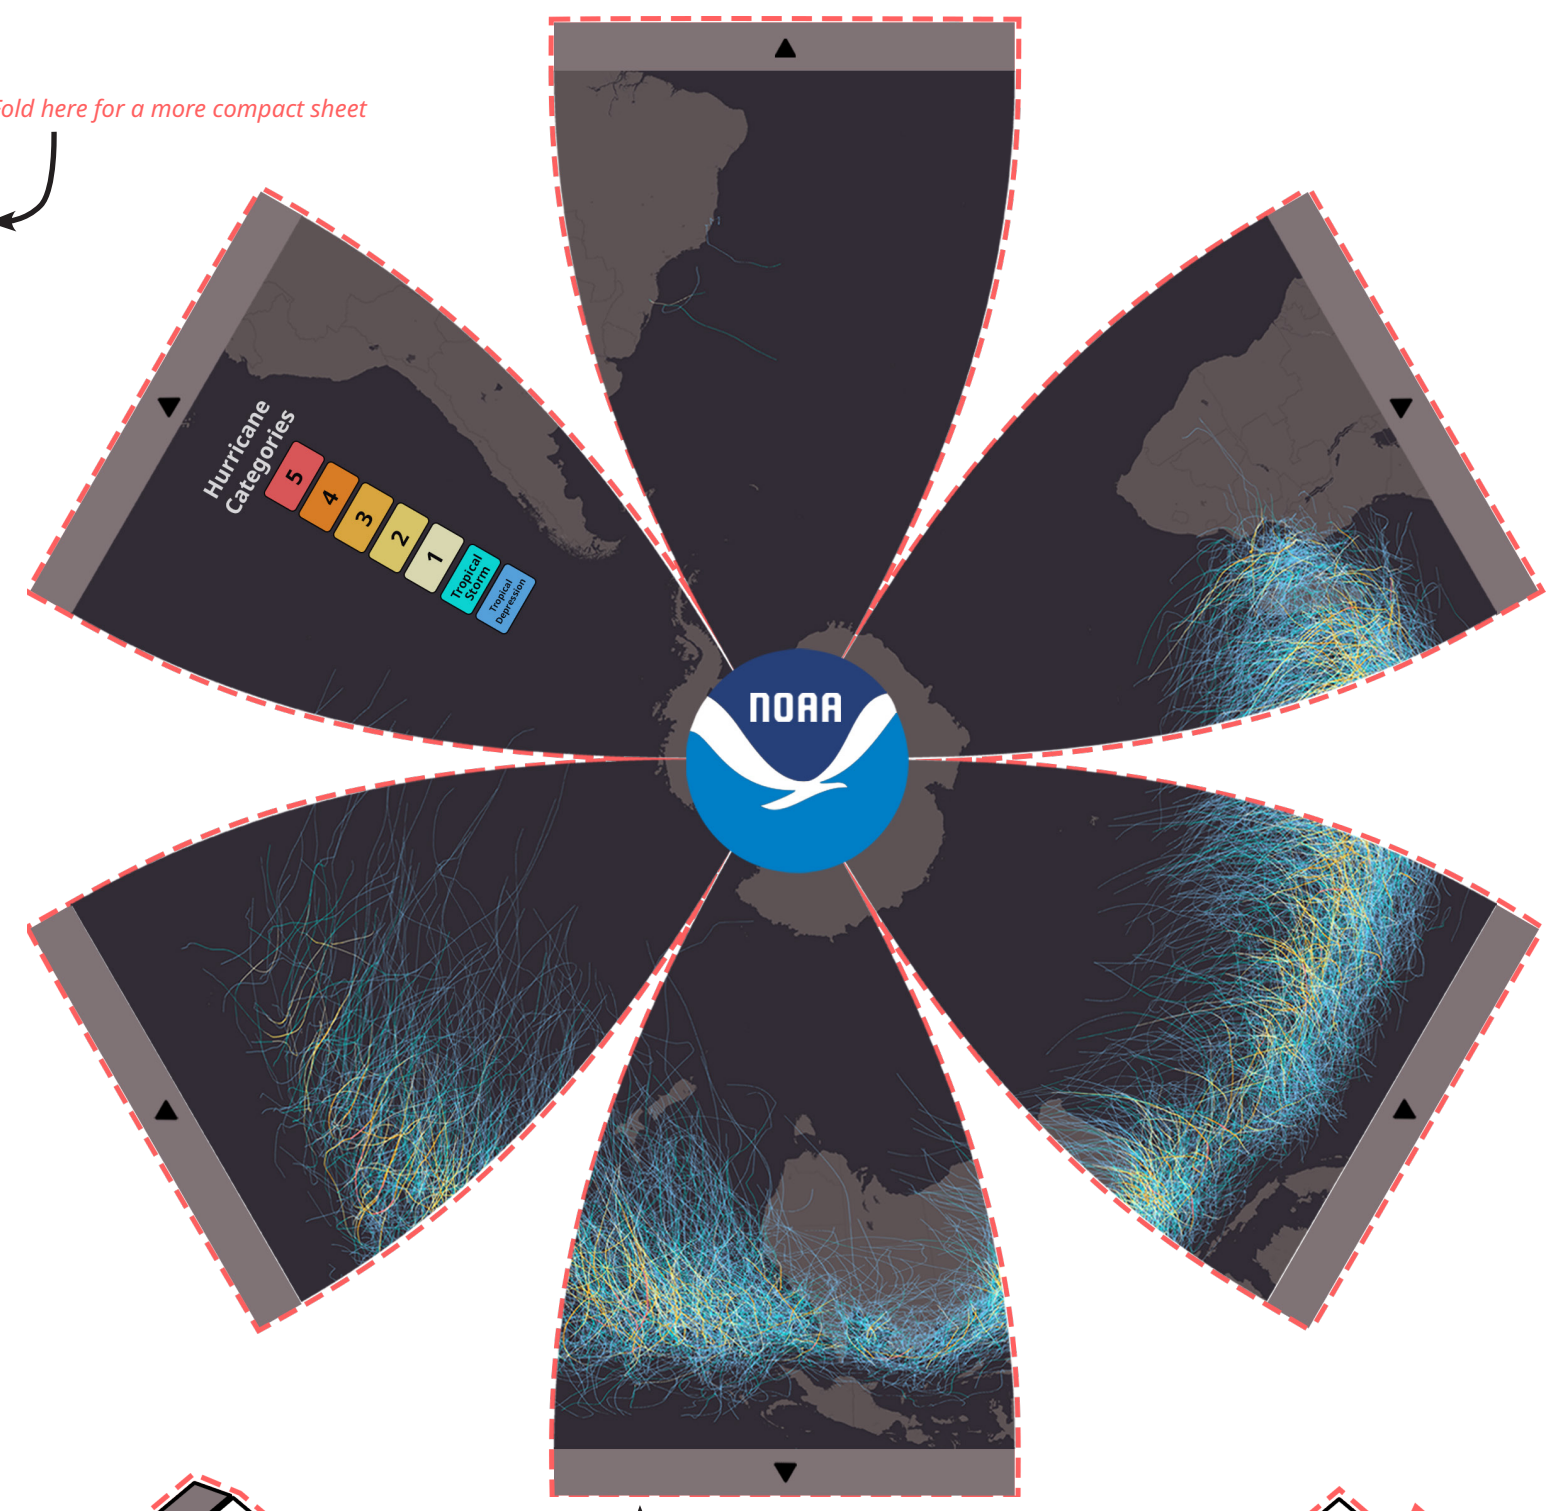 Fold here for a more compact sheet
Hurricane
Categories
5
4
3
2
1
Tropical
Storm
Tropical
Depression
NOAA